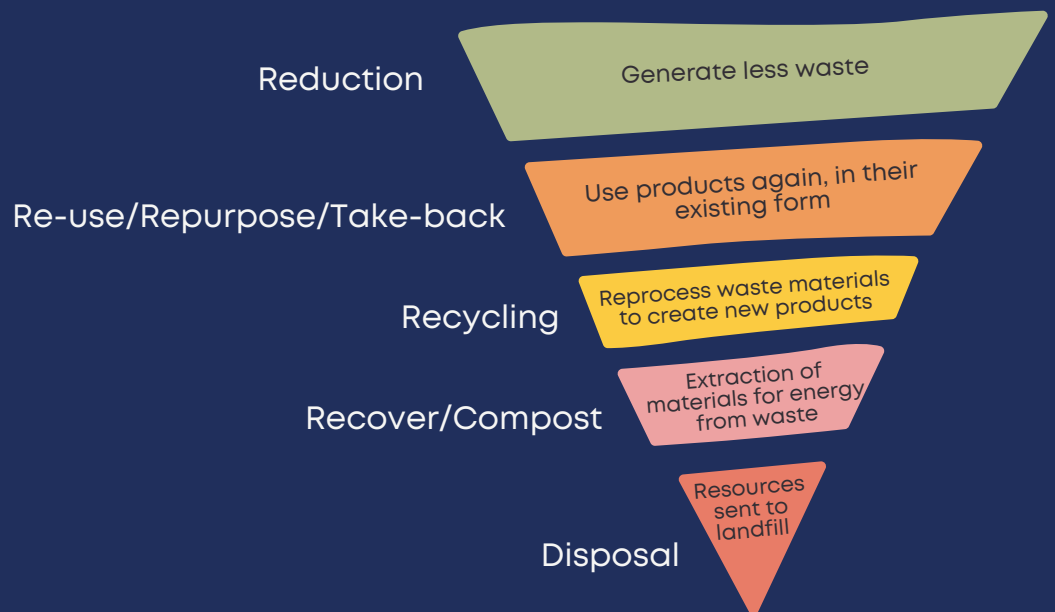 Reduction
Generate less waste
Re-use/Repurpose/Take-back
Use products again, in their
existing form
Recycling
Reprocess waste materials
to create new products
Recover/Compost
Extraction of
materials for energy
from waste
Disposal
Resources
sent to
landfill